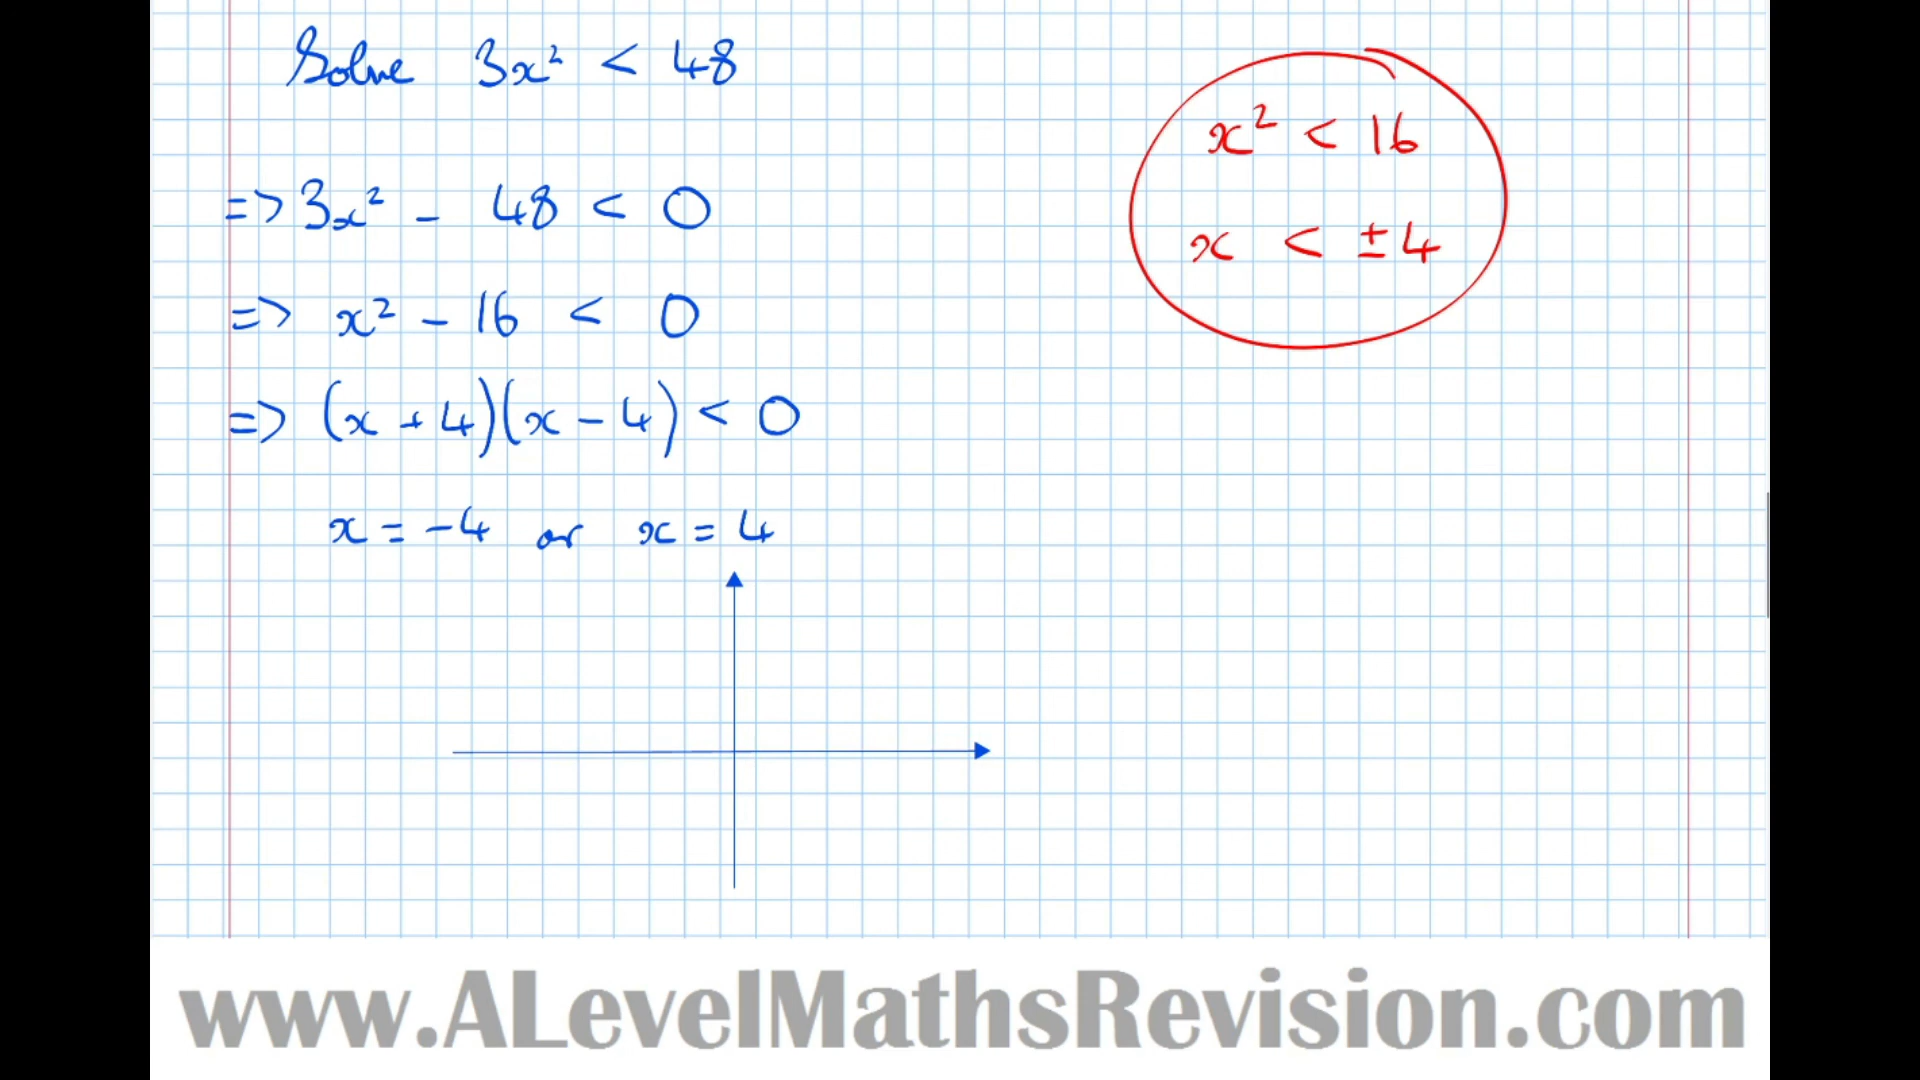 Solve 3x² < 48
=> 3x² - 48 < 0
=> x² - 16 < 0
=> (x + 4)(x - 4) < 0
x = -4 or x = 4
x² < 16
x < ±4
www.ALevelMathsRevision.com